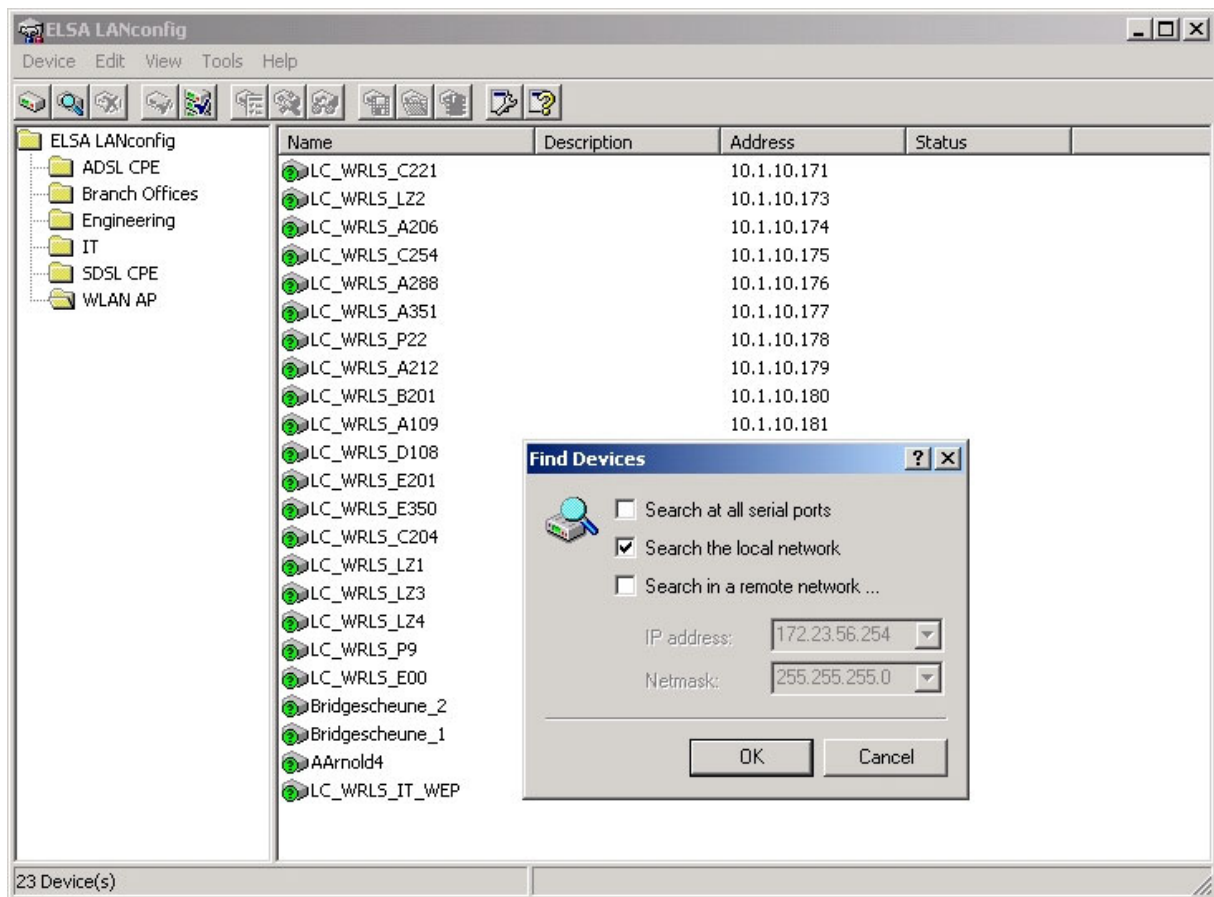 ELSA LANconfig
Device Edit View Tools Help
ELSA LANconfig
ADSL CPE
Branch Offices
Engineering
IT
SDSL CPE
WLAN AP
Name Description Address Status
LC_WRLS_C221 10.1.10.171
LC_WRLS_LZ2 10.1.10.173
LC_WRLS_A206 10.1.10.174
LC_WRLS_C254 10.1.10.175
LC_WRLS_A288 10.1.10.176
LC_WRLS_A351 10.1.10.177
LC_WRLS_P22 10.1.10.178
LC_WRLS_A212 10.1.10.179
LC_WRLS_B201 10.1.10.180
LC_WRLS_A109 10.1.10.181
LC_WRLS_D108
LC_WRLS_E201
LC_WRLS_E350
LC_WRLS_C204
LC_WRLS_LZ1
LC_WRLS_LZ3
LC_WRLS_LZ4
LC_WRLS_P9
LC_WRLS_E00
Bridgescheune_2
Bridgescheune_1
AArnold4
LC_WRLS_IT_WEP
Find Devices
Search at all serial ports
Search the local network
Search in a remote network ...
IP address: 172.23.56.254
Netmask: 255.255.255.0
OK Cancel
23 Device(s)